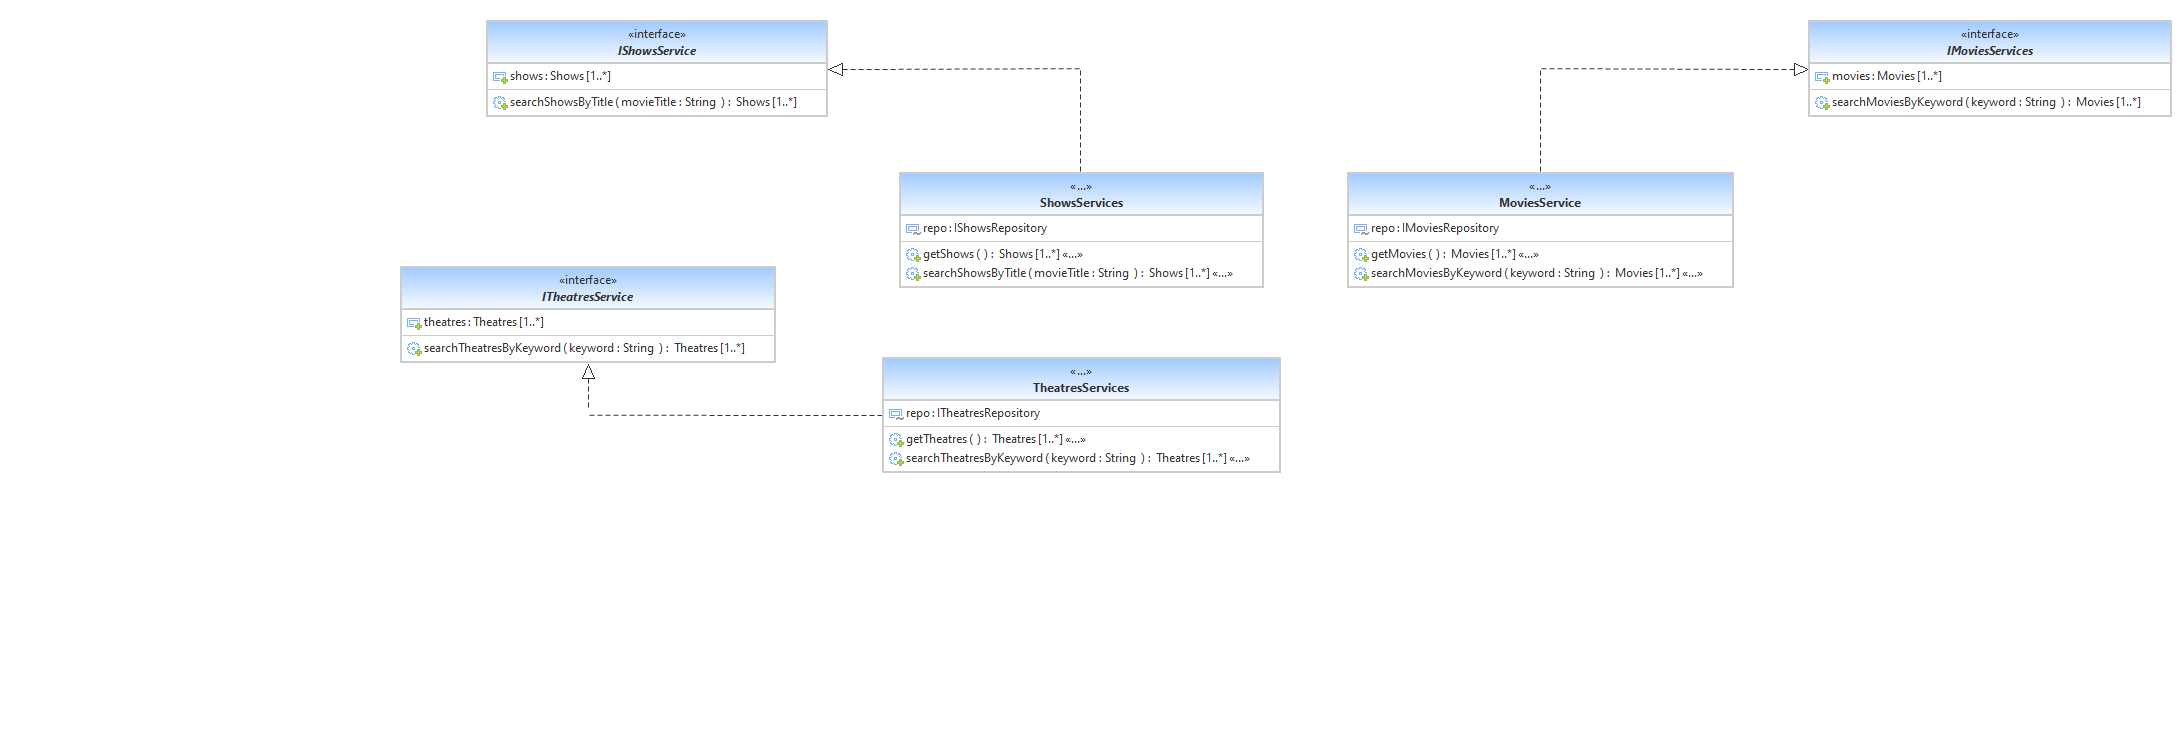 «interface»
IShowsService
shows : Shows [1..*]
searchShowsByTitle ( movieTitle : String ) : Shows [1..*]
«interface»
IMoviesServices
movies : Movies [1..*]
searchMoviesByKeyword ( keyword : String ) : Movies [1..*]
«...»
ShowsServices
repo : IShowsRepository
getShows ( ) : Shows [1..*] «...»
searchShowsByTitle ( movieTitle : String ) : Shows [1..*] «...»
«...»
MoviesService
repo : IMoviesRepository
getMovies ( ) : Movies [1..*] «...»
searchMoviesByKeyword ( keyword : String ) : Movies [1..*] «...»
«interface»
ITheatresService
theatres : Theatres [1..*]
searchTheatresByKeyword ( keyword : String ) : Theatres [1..*]
«...»
TheatresServices
repo : ITheatresRepository
getTheatres ( ) : Theatres [1..*] «...»
searchTheatresByKeyword ( keyword : String ) : Theatres [1..*] «...»